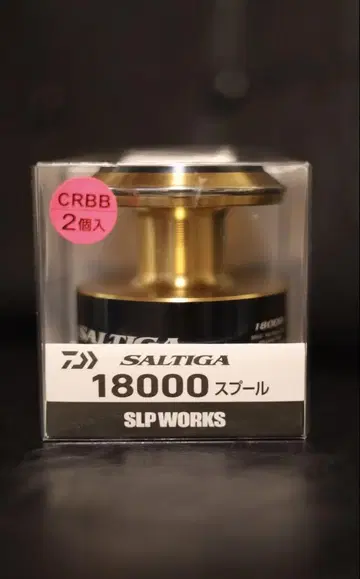 CRBB
2個入
SALTIGA
18000
DAIWA SALTIGA
18000 スプール
SLP WORKS